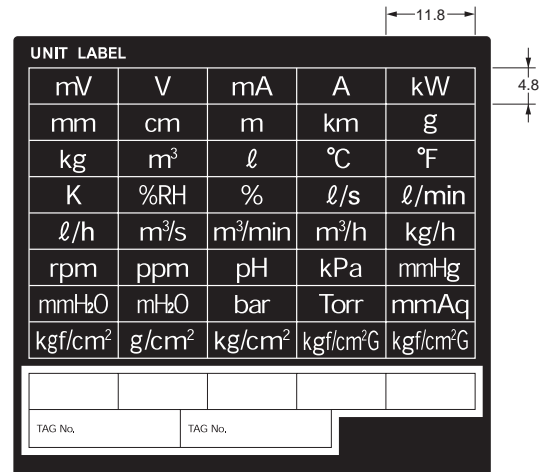 11.8
UNIT LABEL
4.8
mV V mA A kW
mm cm m km g
kg m³ ℓ °C °F
K %RH % ℓ/s ℓ/min
ℓ/h m³/s m³/min m³/h kg/h
rpm ppm pH kPa mmHg
mmH₂O mH₂O bar Torr mmAq
kgf/cm² g/cm² kg/cm² kgf/cm²G kgf/cm²G
TAG No. TAG No.